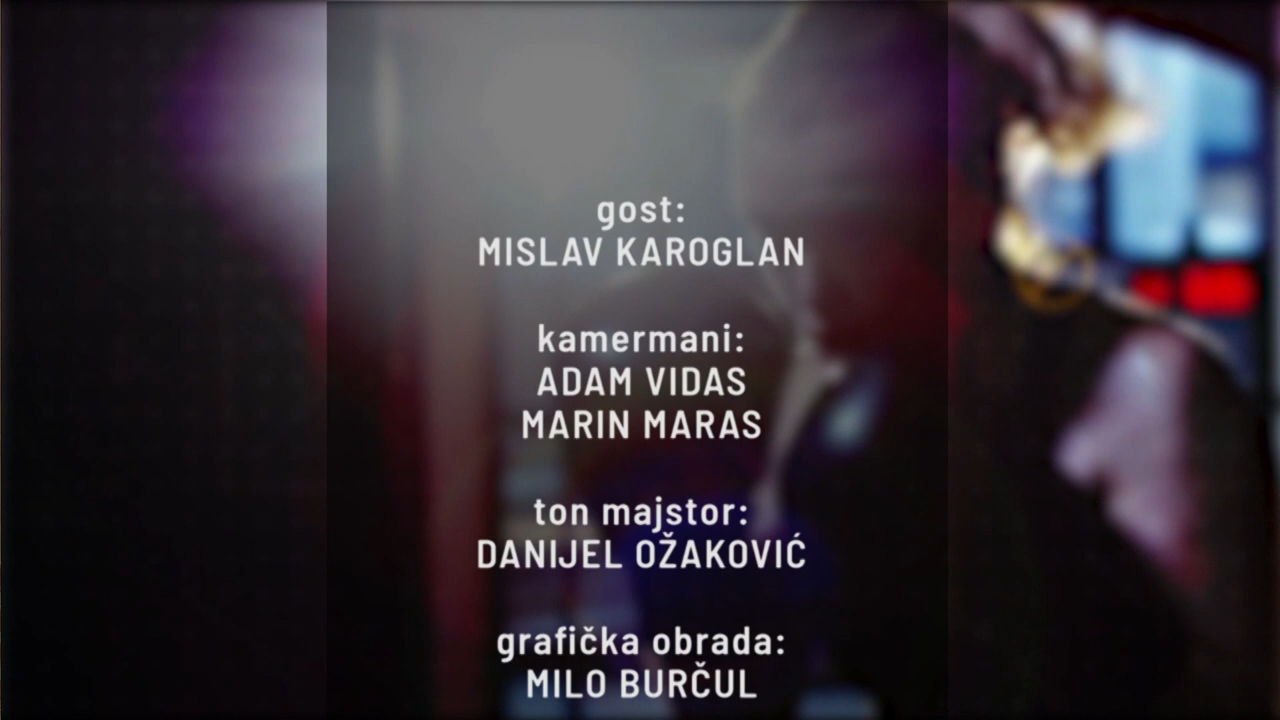 gost:
MISLAV KAROGLAN
kamermani:
ADAM VIDAS
MARIN MARAS
ton majstor:
DANIJEL OŽAKOVIĆ
grafička obrada:
MILO BURČUL